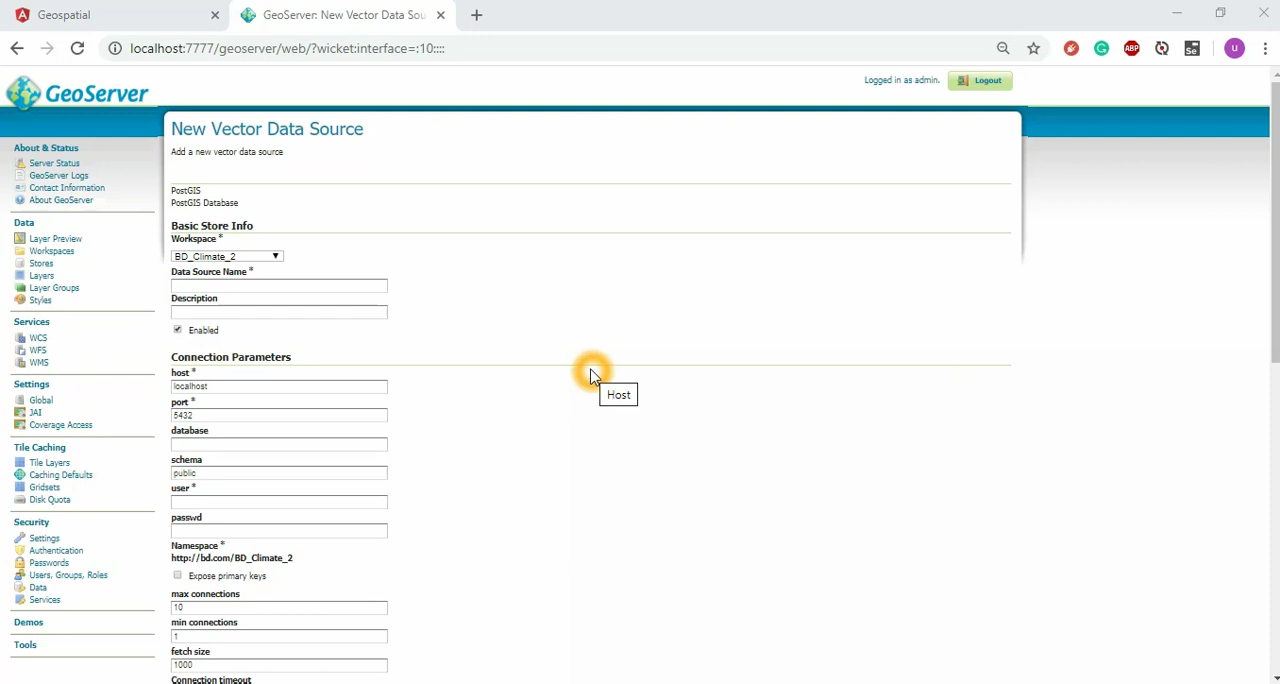 Geospatial
GeoServer: New Vector Data Sou
localhost:7777/geoserver/web/?wicket:interface=:10::::
ABP
Se
U
GeoServer
Logged in as admin.
Logout
About & Status
Server Status
GeoServer Logs
Contact Information
About GeoServer
Data
Layer Preview
Workspaces
Stores
Layers
Layer Groups
Styles
Services
WCS
WFS
WMS
Settings
Global
JAI
Coverage Access
Tile Caching
Tile Layers
Caching Defaults
Gridsets
Disk Quota
Security
Settings
Authentication
Passwords
Users, Groups, Roles
Data
Services
Demos
Tools
New Vector Data Source
Add a new vector data source
PostGIS
PostGIS Database
Basic Store Info
Workspace *
BD_Climate_2
Data Source Name *
Description
Enabled
Connection Parameters
host *
localhost
Host
port *
5432
database
schema
public
user *
passwd
Namespace *
http://bd.com/BD_Climate_2
Expose primary keys
max connections
10
min connections
1
fetch size
1000
Connection timeout